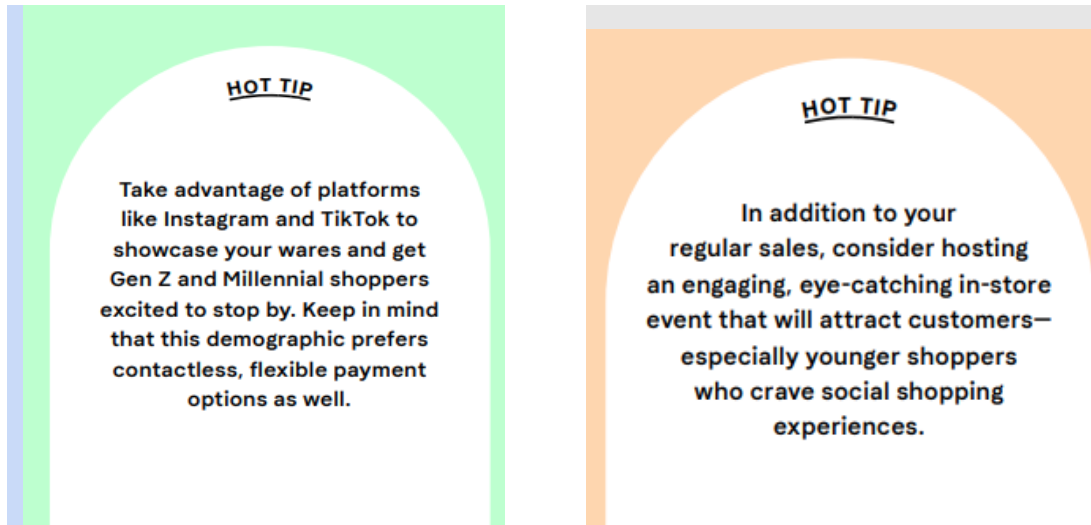 HOT TIP
Take advantage of platforms
like Instagram and TikTok to
showcase your wares and get
Gen Z and Millennial shoppers
excited to stop by. Keep in mind
that this demographic prefers
contactless, flexible payment
options as well.
HOT TIP
In addition to your
regular sales, consider hosting
an engaging, eye-catching in-store
event that will attract customers—
especially younger shoppers
who crave social shopping
experiences.